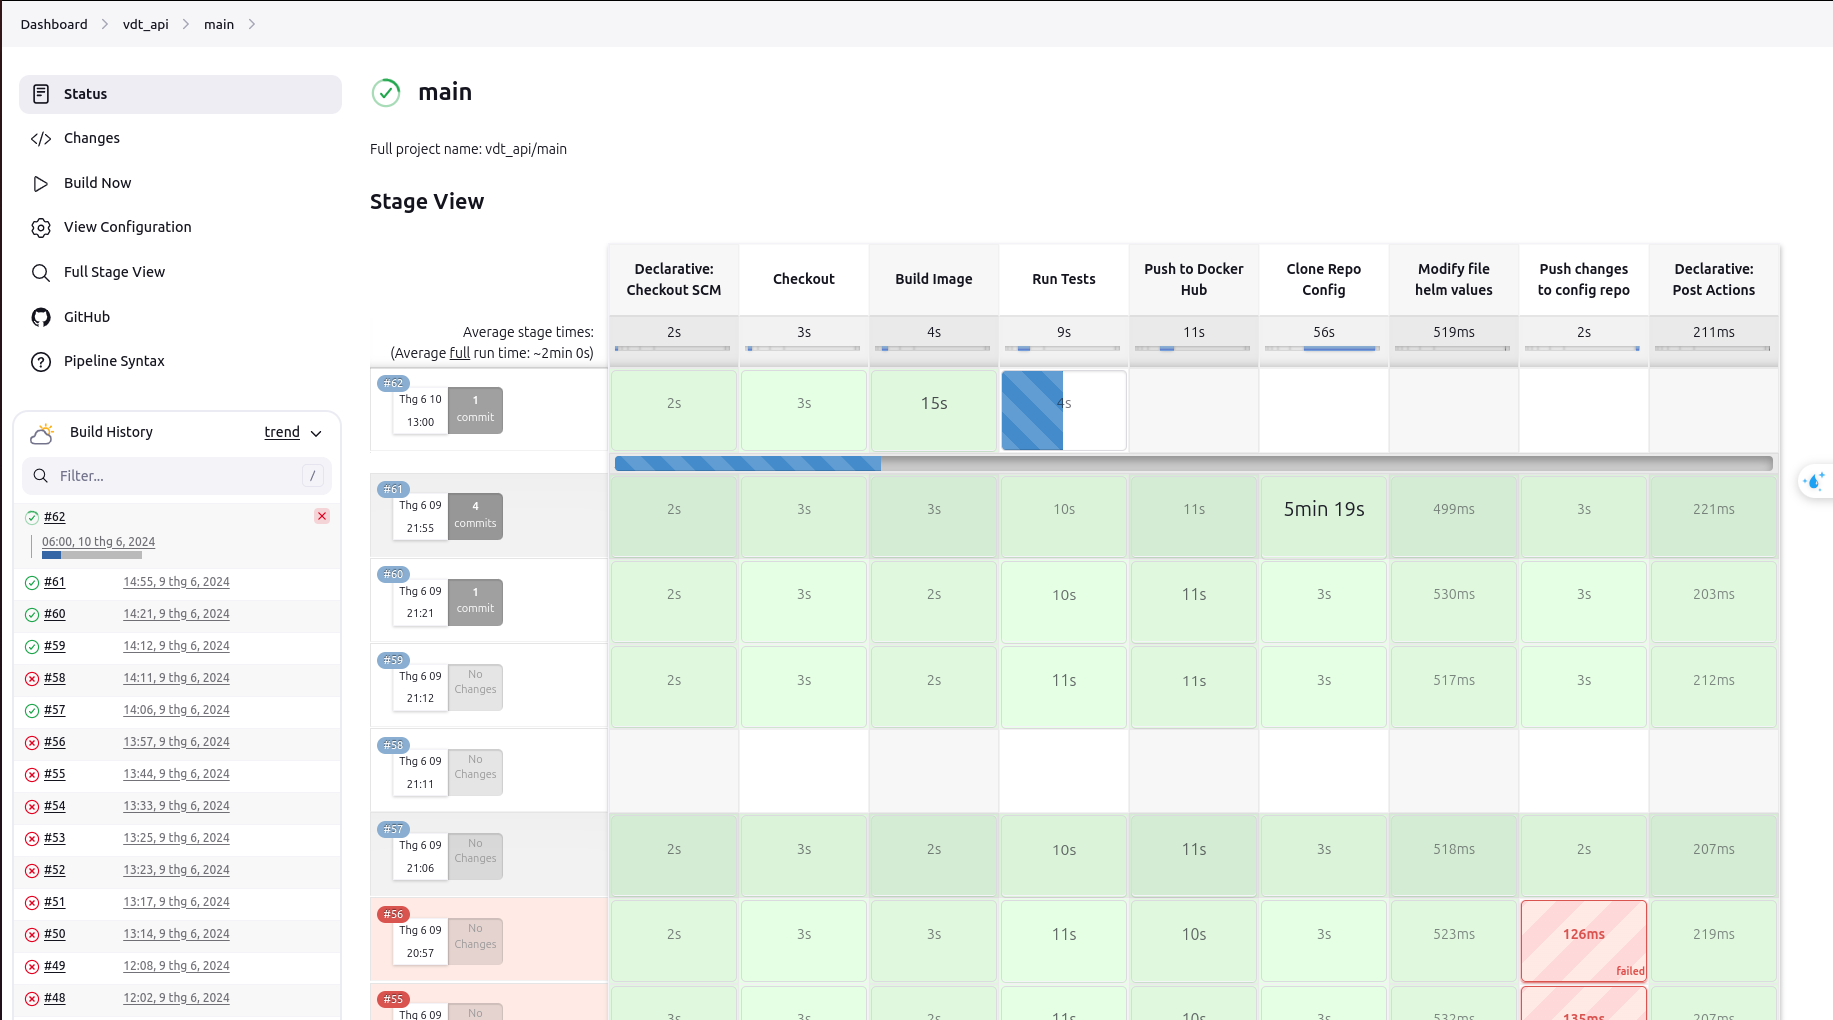 Dashboard vdt_api main
Status
Changes
Build Now
View Configuration
Full Stage View
GitHub
Pipeline Syntax
Build History trend
Filter... /
#62
06:00, 10 thg 6, 2024
#61 14:55, 9 thg 6, 2024
#60 14:21, 9 thg 6, 2024
#59 14:12, 9 thg 6, 2024
#58 14:11, 9 thg 6, 2024
#57 14:06, 9 thg 6, 2024
#56 13:57, 9 thg 6, 2024
#55 13:44, 9 thg 6, 2024
#54 13:33, 9 thg 6, 2024
#53 13:25, 9 thg 6, 2024
#52 13:23, 9 thg 6, 2024
#51 13:17, 9 thg 6, 2024
#50 13:14, 9 thg 6, 2024
#49 12:08, 9 thg 6, 2024
#48 12:02, 9 thg 6, 2024
main
Full project name: vdt_api/main
Stage View
Declarative: Checkout SCM
Checkout
Build Image
Run Tests
Push to Docker Hub
Clone Repo Config
Modify file helm values
Push changes to config repo
Declarative: Post Actions
Average stage times:
(Average full run time: ~2min 0s)
2s 3s 4s 9s 11s 56s 519ms 2s 211ms
#62
Thg 6 10
13:00
1
commit
2s 3s 15s 4s
#61
Thg 6 09
21:55
4
commits
2s 3s 3s 10s 11s 5min 19s 499ms 3s 221ms
#60
Thg 6 09
21:21
1
commit
2s 3s 2s 10s 11s 3s 530ms 3s 203ms
#59
Thg 6 09
21:12
No
Changes
2s 3s 2s 11s 11s 3s 517ms 3s 212ms
#58
Thg 6 09
21:11
No
Changes
#57
Thg 6 09
21:06
No
Changes
2s 3s 2s 10s 11s 3s 518ms 2s 207ms
#56
Thg 6 09
20:57
No
Changes
2s 3s 3s 11s 10s 3s 523ms 126ms 219ms
failed
#55
Thg 6 09
No
3s 3s 2s 11s 10s 3s 532ms 135ms 207ms